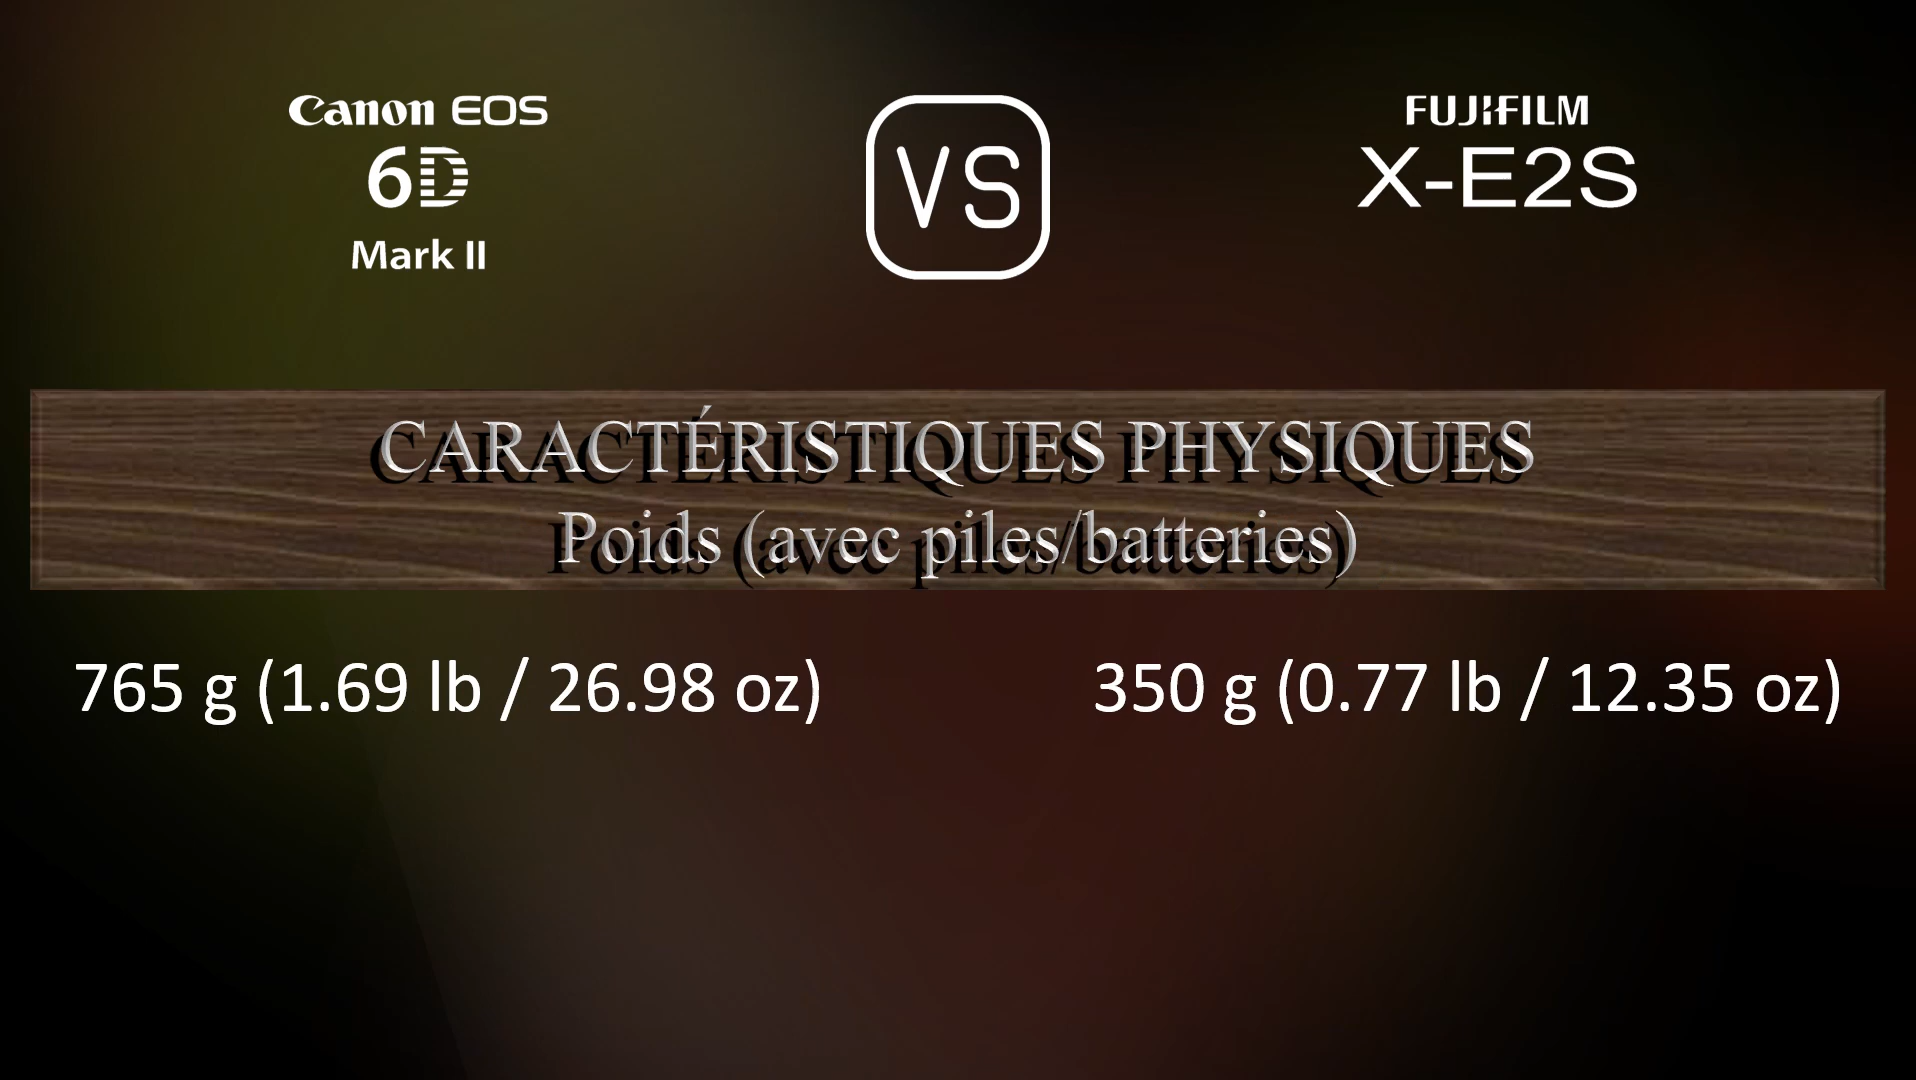 Canon EOS
6D
Mark II
VS
FUJIFILM
X-E2S
CARACTÉRISTIQUES PHYSIQUES
Poids (avec piles/batteries)
765 g (1.69 lb / 26.98 oz)
350 g (0.77 lb / 12.35 oz)